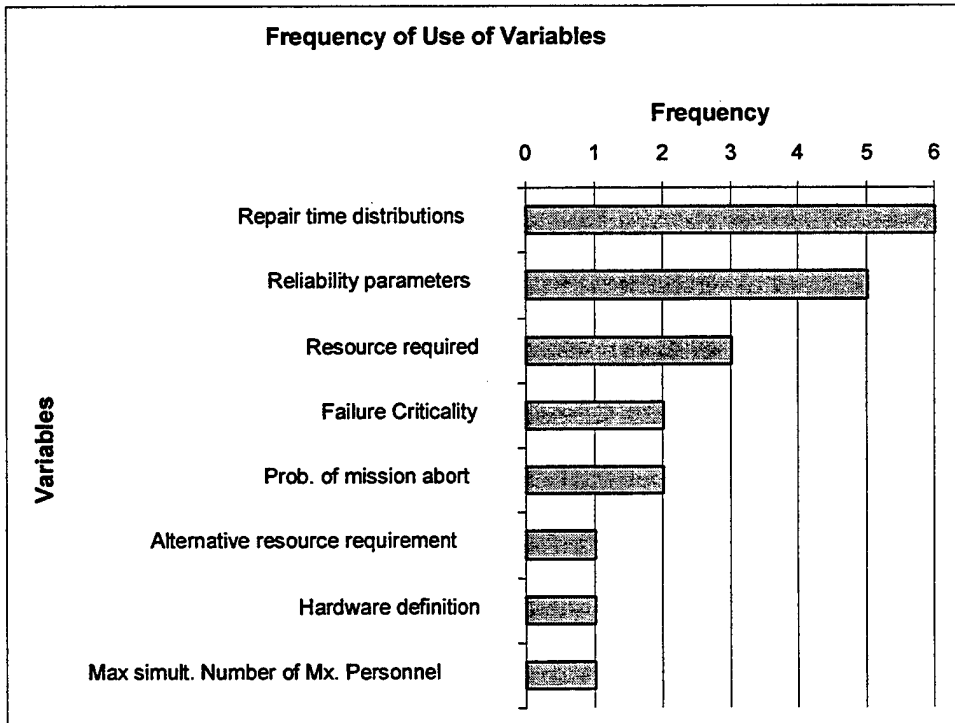 Frequency of Use of Variables
Frequency
0 1 2 3 4 5 6
Variables
Repair time distributions
Reliability parameters
Resource required
Failure Criticality
Prob. of mission abort
Alternative resource requirement
Hardware definition
Max simult. Number of Mx. Personnel